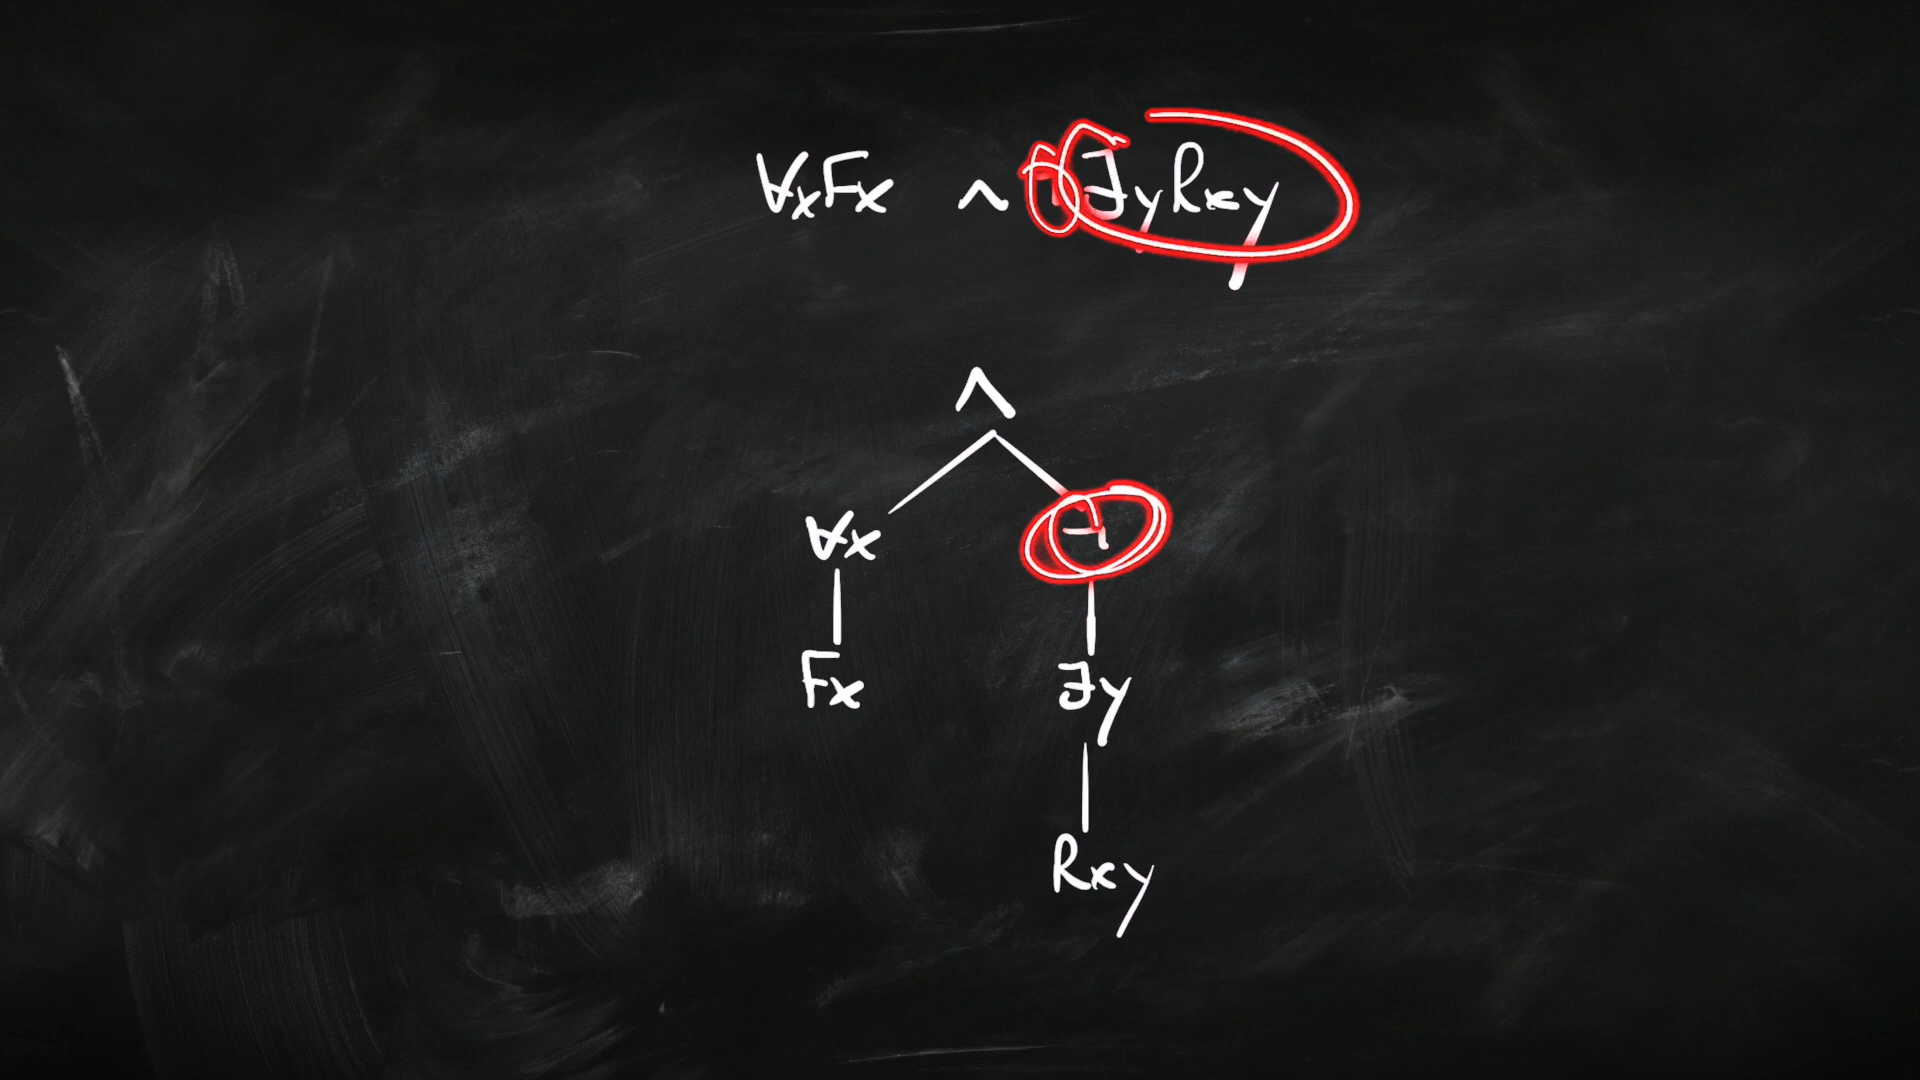 ∀xFx ∧ ¬∃yRxy
∧
∀x ¬
Fx ∃y
Rxy